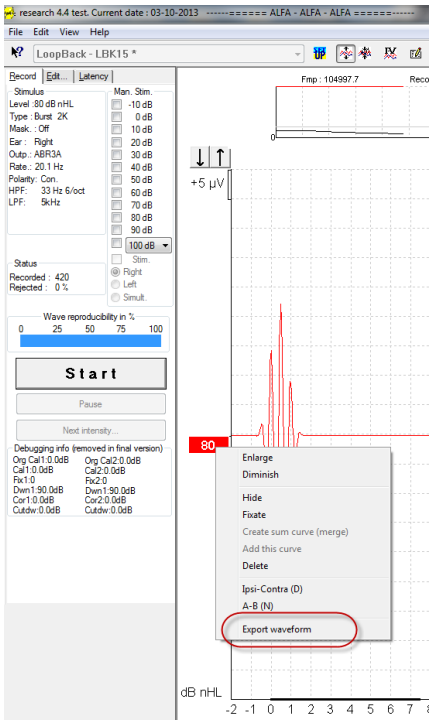 research 4.4 test. Current date : 03-10-2013 ------====== ALFA - ALFA - ALFA ======------
File Edit View Help
LoopBack - LBK15 *
UP
Record Edit... Latency
Stimulus
Level :80 dB nHL
Type : Burst 2K
Mask. : Off
Ear : Right
Outp.: ABR3A
Rate.: 20.1 Hz
Polarity: Con.
HPF: 33 Hz 6/oct
LPF: 5kHz
Man. Stim.
-10 dB
0 dB
10 dB
20 dB
30 dB
40 dB
50 dB
60 dB
70 dB
80 dB
90 dB
100 dB
Stim.
Right
Left
Simult.
Status
Recorded : 420
Rejected : 0 %
Wave reproducibility in %
0 25 50 75 100
Start
Pause
Next intensity...
Debugging info (removed in final version)
Org Cal1:0.0dB Org Cal2:0.0dB
Cal1:0.0dB Cal2:0.0dB
Fix1:0 Fix2:0
Dwn1:90.0dB Dwn1:90.0dB
Cor1:0.0dB Cor2:0.0dB
Cutdw:0.0dB Cutdw:0.0dB
Fmp : 104997.7 Reco
0
+5 µV
80
Enlarge
Diminish
Hide
Fixate
Create sum curve (merge)
Add this curve
Delete
Ipsi-Contra (D)
A-B (N)
Export waveform
dB nHL
-2 -1 0 1 2 3 4 5 6 7 8